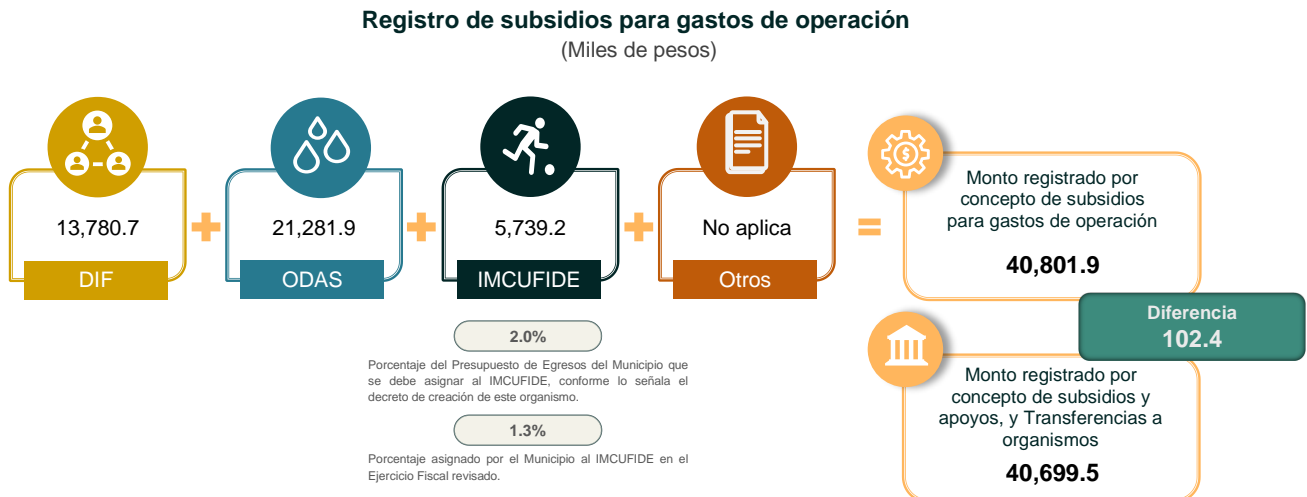 Registro de subsidios para gastos de operación
(Miles de pesos)
13,780.7
DIF
21,281.9
ODAS
5,739.2
IMCUFIDE
No aplica
Otros
Monto registrado por
concepto de subsidios
para gastos de operación
40,801.9
Diferencia
102.4
Monto registrado por
concepto de subsidios y
apoyos, y Transferencias a
organismos
40,699.5
2.0%
Porcentaje del Presupuesto de Egresos del Municipio que
se debe asignar al IMCUFIDE, conforme lo señala el
decreto de creación de este organismo.
1.3%
Porcentaje asignado por el Municipio al IMCUFIDE en el
Ejercicio Fiscal revisado.